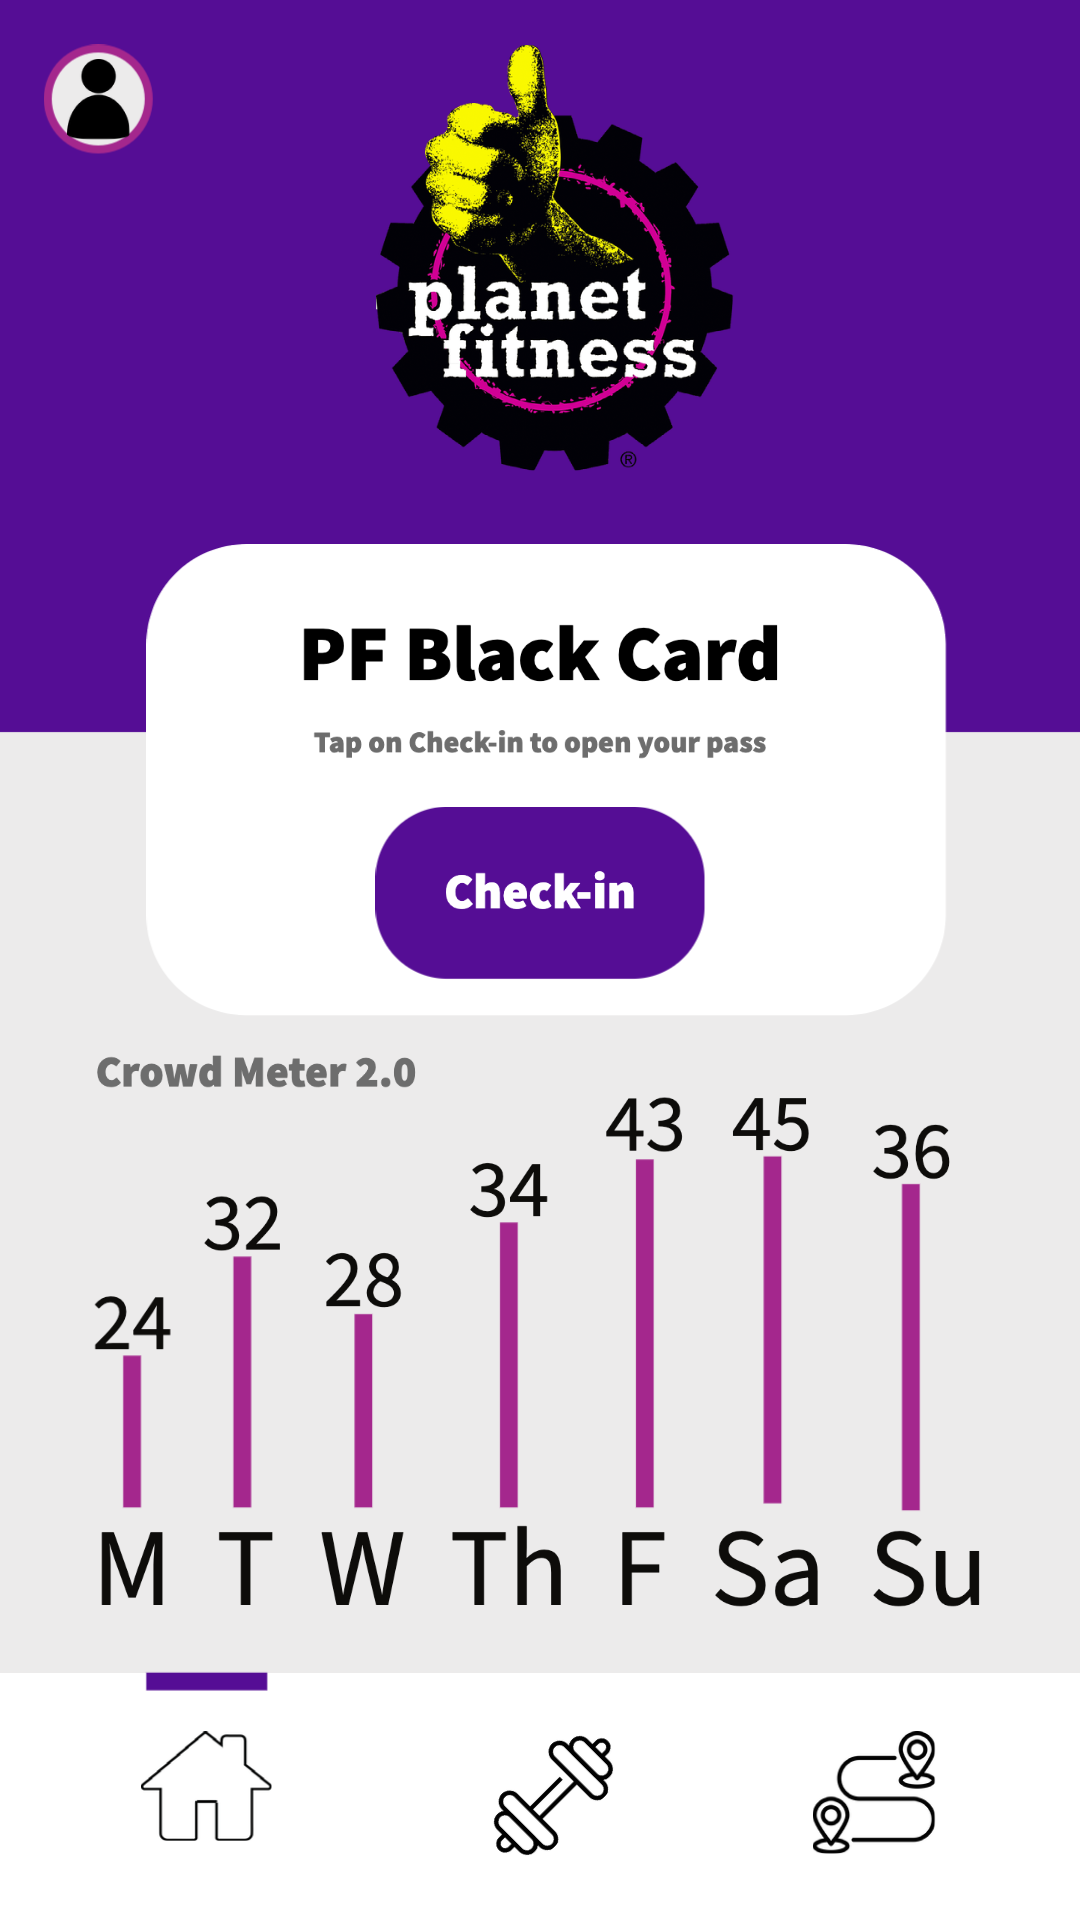 planet
fitness
®
PF Black Card
Tap on Check-in to open your pass
Check-in
Crowd Meter 2.0
24 32 28 34 43 45 36
M T W Th F Sa Su